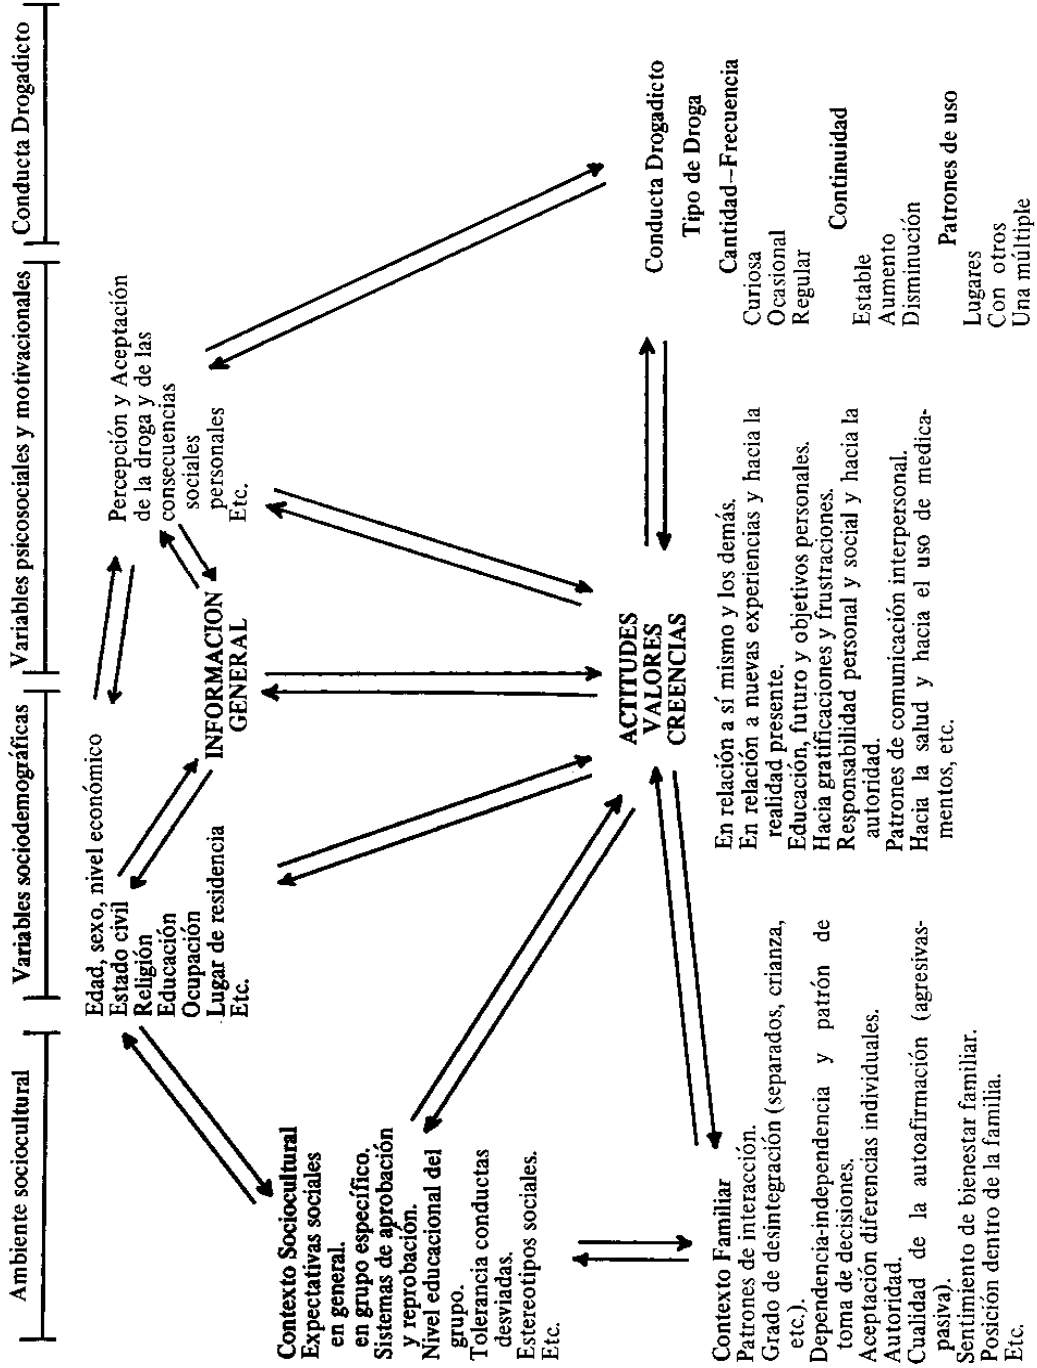 Ambiente sociocultural
Variables sociodemográficas
Variables psicosociales y motivacionales
Conducta Drogadicto
Edad, sexo, nivel económico
Estado civil
Religión
Educación
Ocupación
Lugar de residencia
Etc.
Percepción y Aceptación
de la droga y de las
consecuencias
sociales
personales
Etc.
INFORMACION
GENERAL
Contexto Sociocultural
Expectativas sociales
en general.
en grupo específico.
Sistemas de aprobación
y reprobación.
Nivel educacional del
grupo.
Tolerancia conductas
desviadas.
Estereotipos sociales.
Etc.
ACTITUDES
VALORES
CREENCIAS
En relación a sí mismo y los demás.
En relación a nuevas experiencias y hacia la
realidad presente.
Educación, futuro y objetivos personales.
Hacia gratificaciones y frustraciones.
Responsabilidad personal y social y hacia la
autoridad.
Patrones de comunicación interpersonal.
Hacia la salud y hacia el uso de medica-
mentos, etc.
Conducta Drogadicto
Tipo de Droga
Cantidad–Frecuencia
Curiosa
Ocasional
Regular
Continuidad
Estable
Aumento
Disminución
Patrones de uso
Lugares
Con otros
Una múltiple
Contexto Familiar
Patrones de interacción.
Grado de desintegración (separados, crianza,
etc.).
Dependencia-independencia y patrón de
toma de decisiones.
Aceptación diferencias individuales.
Autoridad.
Cualidad de la autoafirmación (agresivas-
pasiva).
Sentimiento de bienestar familiar.
Posición dentro de la familia.
Etc.